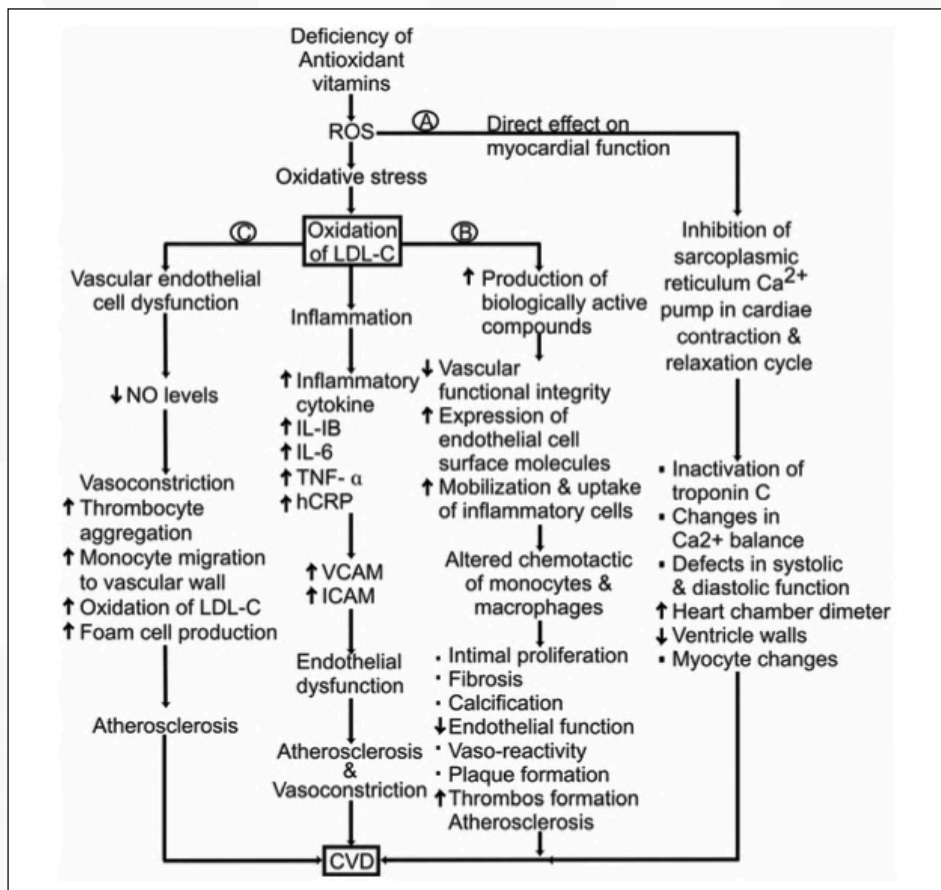 Deficiency of
Antioxidant
vitamins
ROS
A
Direct effect on
myocardial function
Oxidative stress
C
Oxidation
of LDL-C
B
Vascular endothelial
cell dysfunction
↓ NO levels
Vasoconstriction
↑ Thrombocyte
aggregation
↑ Monocyte migration
to vascular wall
↑ Oxidation of LDL-C
↑ Foam cell production
Atherosclerosis
Inflammation
↑ Inflammatory
cytokine
↑ IL-IB
↑ IL-6
↑ TNF- α
↑ hCRP
↑ VCAM
↑ ICAM
Endothelial
dysfunction
Atherosclerosis
&
Vasoconstriction
↑ Production of
biologically active
compounds
↓ Vascular
functional integrity
↑ Expression of
endothelial cell
surface molecules
↑ Mobilization & uptake
of inflammatory cells
Altered chemotactic
of monocytes &
macrophages
· Intimal proliferation
· Fibrosis
· Calcification
↓ Endothelial function
· Vaso-reactivity
· Plaque formation
↑ Thrombos formation
Atherosclerosis
Inhibition of
sarcoplasmic
reticulum Ca2+
pump in cardiae
contraction &
relaxation cycle
▪ Inactivation of
troponin C
▪ Changes in
Ca2+ balance
▪ Defects in systolic
& diastolic function
↑ Heart chamber dimeter
↓ Ventricle walls
▪ Myocyte changes
CVD